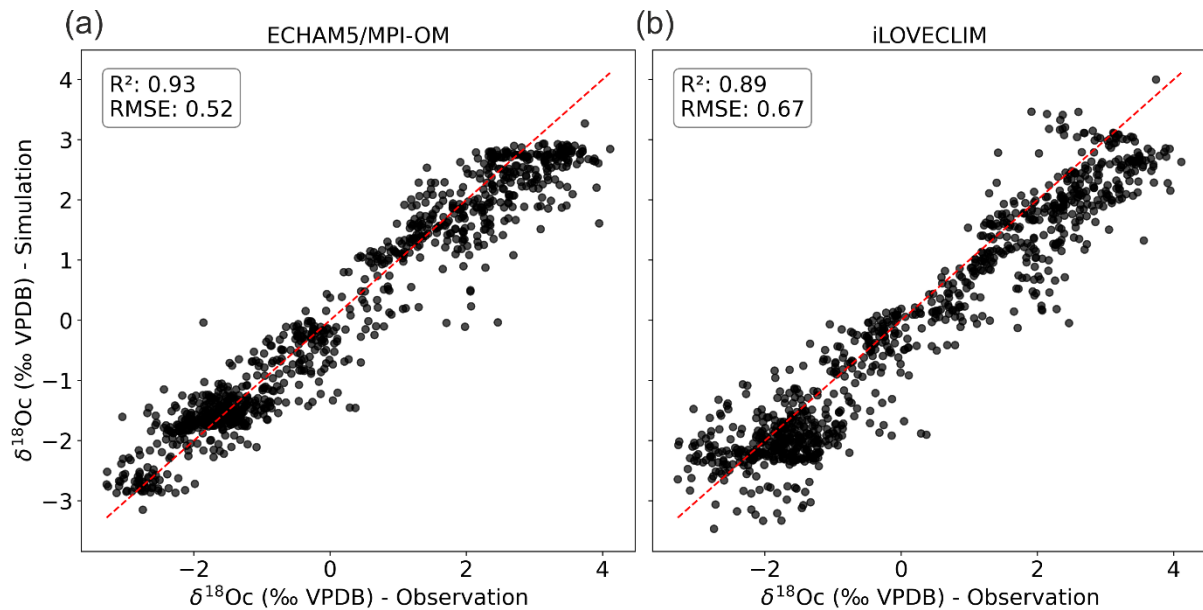 (a)
ECHAM5/MPI-OM
R²: 0.93
RMSE: 0.52
δ¹⁸Oc (‰ VPDB) - Simulation
4
3
2
1
0
−1
−2
−3
−2
0
2
4
δ¹⁸Oc (‰ VPDB) - Observation
(b)
iLOVECLIM
R²: 0.89
RMSE: 0.67
−2
0
2
4
δ¹⁸Oc (‰ VPDB) - Observation